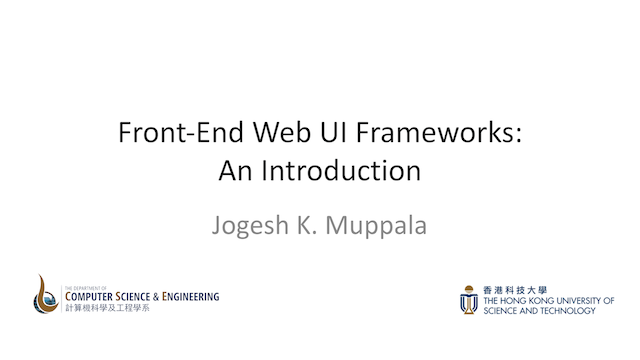 Front-End Web UI Frameworks:
An Introduction
Jogesh K. Muppala
THE DEPARTMENT OF
COMPUTER SCIENCE & ENGINEERING
計算機科學及工程學系
香港科技大學
THE HONG KONG UNIVERSITY OF
SCIENCE AND TECHNOLOGY